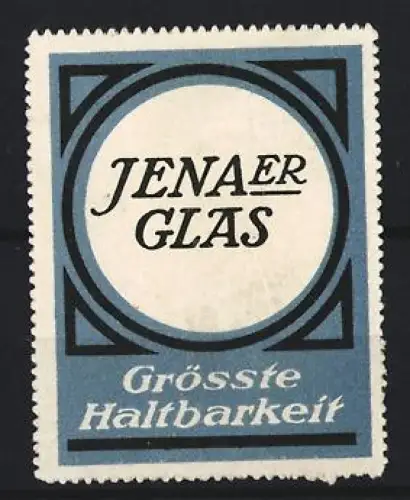 JENAER
GLAS
Grösste
Haltbarkeit